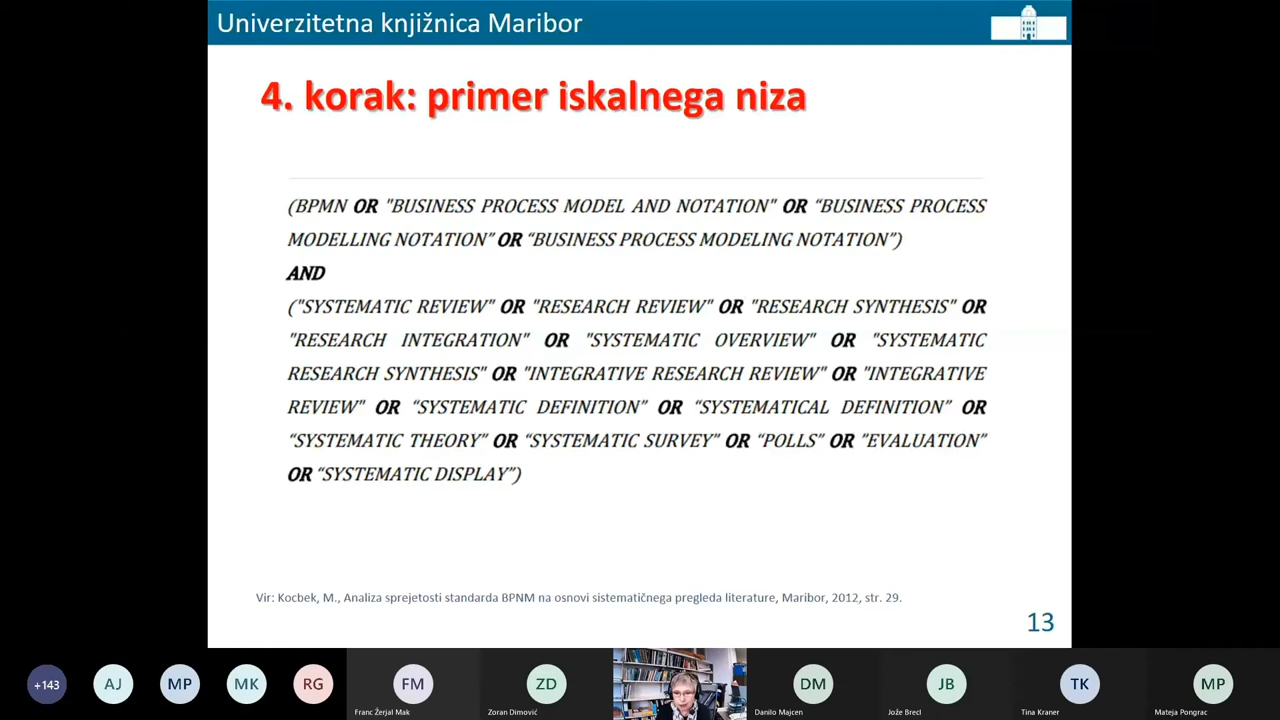 Univerzitetna knjižnica Maribor
4. korak: primer iskalnega niza
(BPMN OR "BUSINESS PROCESS MODEL AND NOTATION" OR “BUSINESS PROCESS
MODELLING NOTATION” OR “BUSINESS PROCESS MODELING NOTATION”)
AND
("SYSTEMATIC REVIEW" OR "RESEARCH REVIEW" OR "RESEARCH SYNTHESIS" OR
"RESEARCH INTEGRATION" OR "SYSTEMATIC OVERVIEW" OR "SYSTEMATIC
RESEARCH SYNTHESIS" OR "INTEGRATIVE RESEARCH REVIEW" OR "INTEGRATIVE
REVIEW" OR “SYSTEMATIC DEFINITION” OR “SYSTEMATICAL DEFINITION” OR
“SYSTEMATIC THEORY” OR “SYSTEMATIC SURVEY” OR “POLLS” OR "EVALUATION”
OR “SYSTEMATIC DISPLAY”)
Vir: Kocbek, M., Analiza sprejetosti standarda BPNM na osnovi sistematičnega pregleda literature, Maribor, 2012, str. 29.
13
+143 AJ MP MK RG FM ZD DM JB TK MP
Franc Žerjal Mak Zoran Dimović Danilo Majcen Jože Brecl Tina Kraner Mateja Pongrac